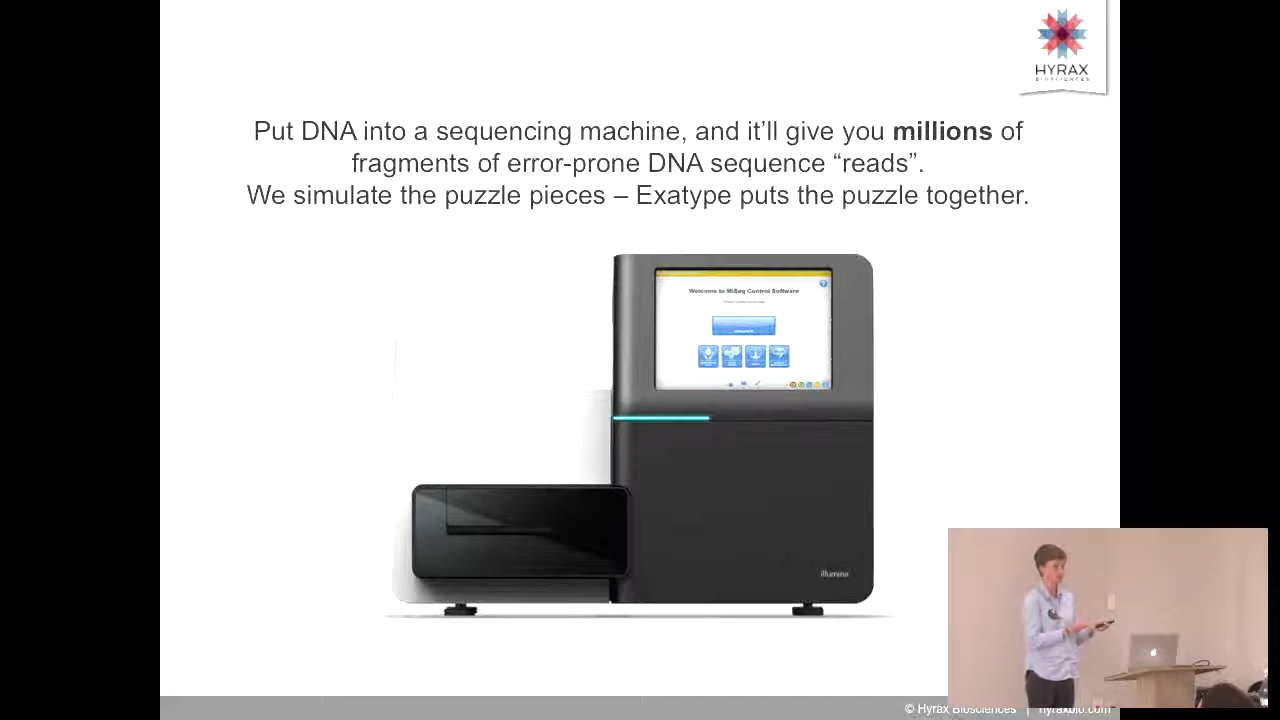 HYRAX
BIOSCIENCES
Put DNA into a sequencing machine, and it’ll give you millions of
fragments of error-prone DNA sequence “reads”.
We simulate the puzzle pieces – Exatype puts the puzzle together.
Welcome to MiSeq Control Software
illumina
© Hyrax Biosciences | hyraxbio.com